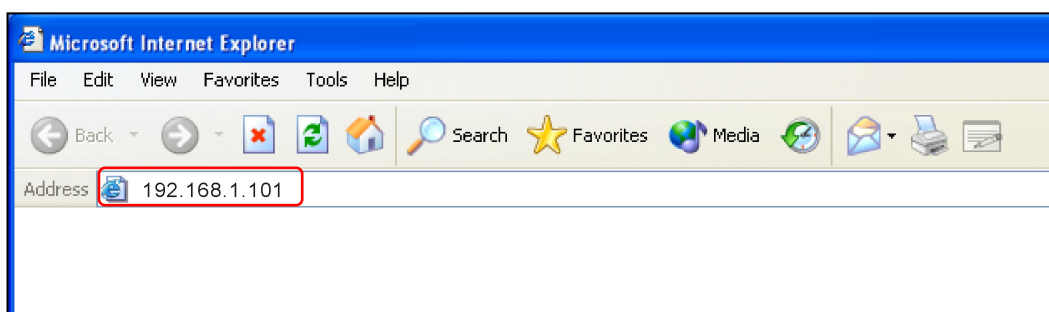 Microsoft Internet Explorer
File Edit View Favorites Tools Help
Back Search Favorites Media
Address 192.168.1.101